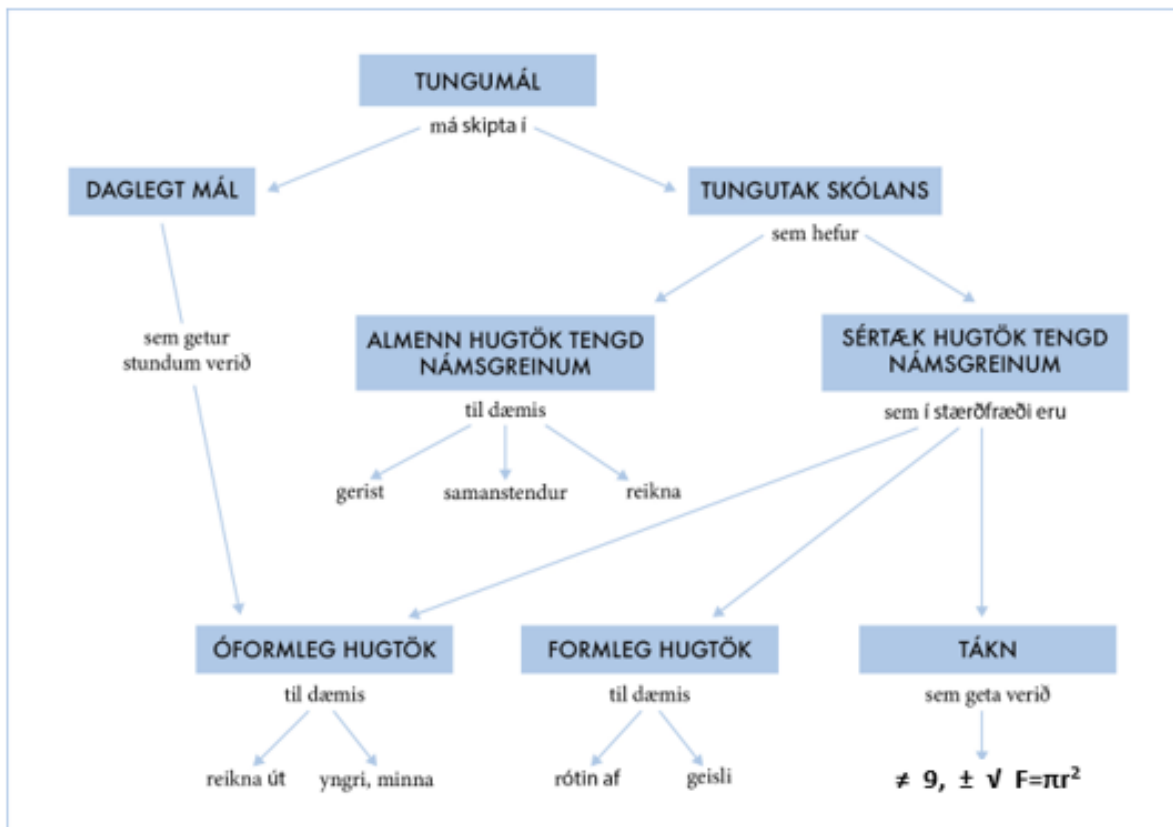 TUNGUMÁL
má skipta í
DAGLEGT MÁL
TUNGUTAK SKÓLANS
sem hefur
sem getur
stundum verið
ALMENN HUGTÖK TENGD
NÁMSGREINUM
SÉRTÆK HUGTÖK TENGD
NÁMSGREINUM
til dæmis
sem í stærðfræði eru
gerist
samanstendur
reikna
ÓFORMLEG HUGTÖK
FORMLEG HUGTÖK
TÁKN
til dæmis
til dæmis
sem geta verið
reikna út
yngri, minna
rótin af
geisli
≠ 9, ± √ F=πr²